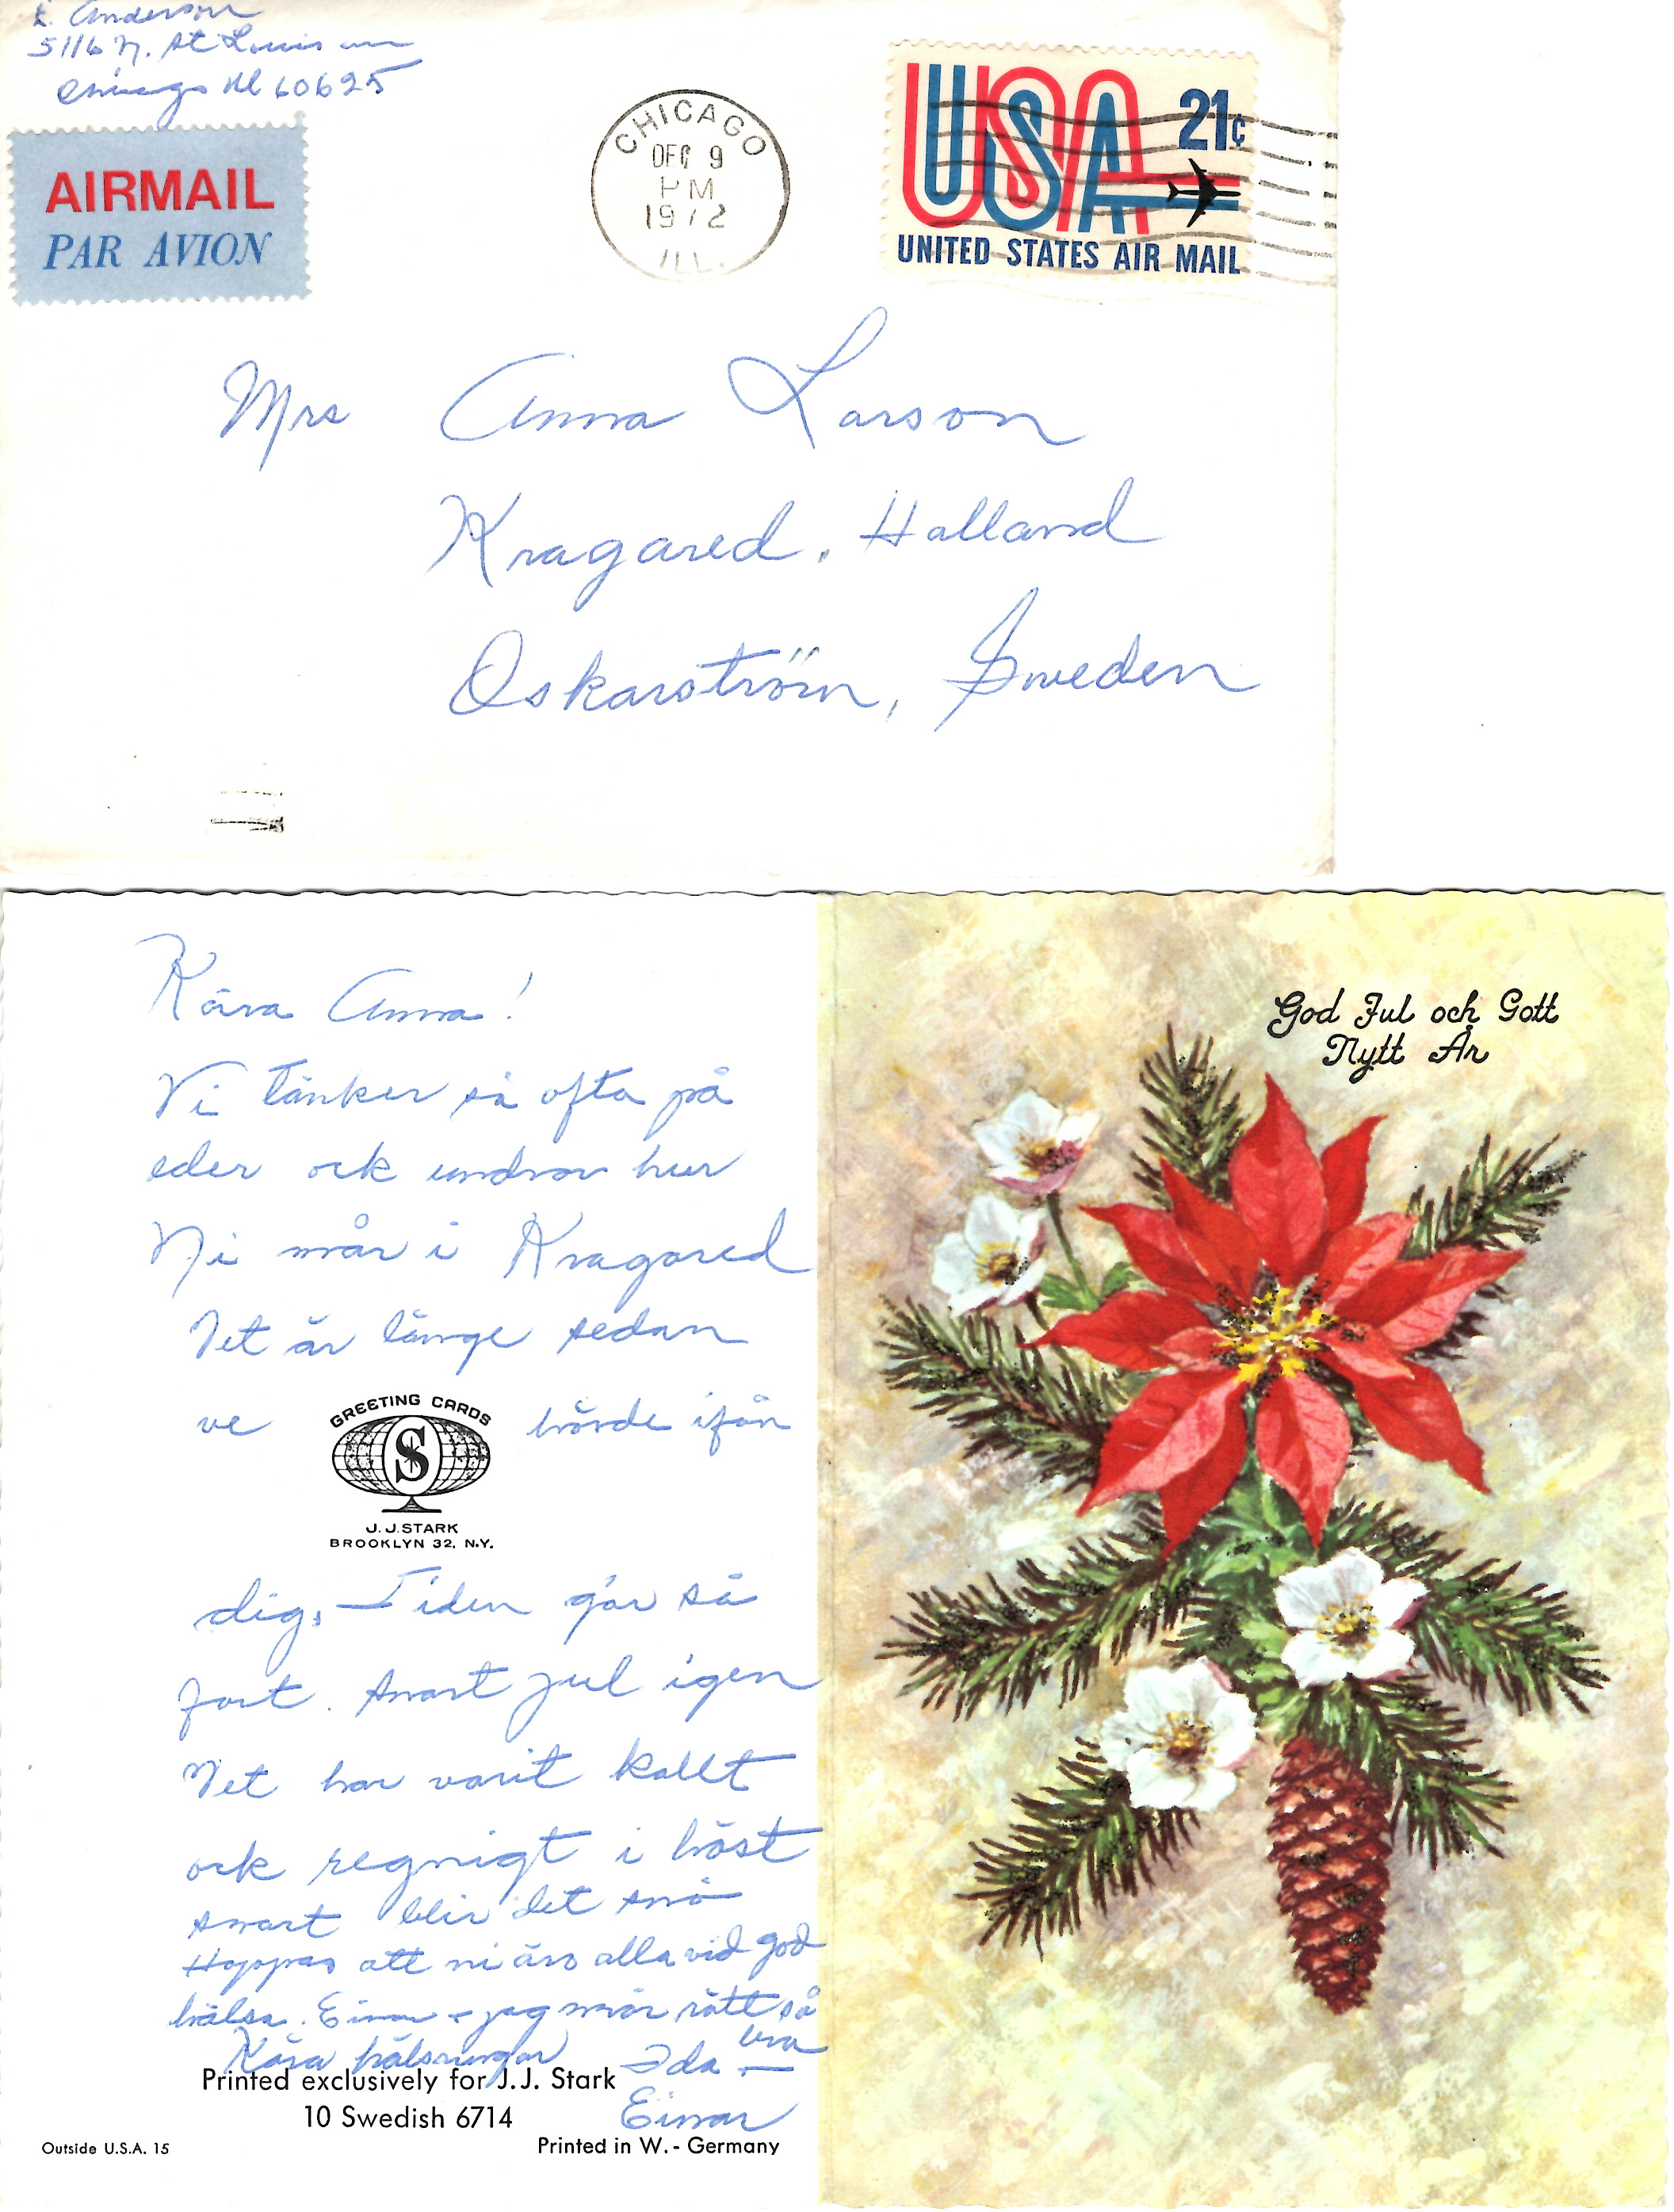 E. Anderson
5116 N. St Louis ave
Chicago Ill 60625
AIRMAIL
PAR AVION
CHICAGO
DEC 9
PM
1972
ILL.
USA 21c
UNITED STATES AIR MAIL
Mrs Anna Larson
Kragared, Halland
Oskarström, Sweden
Kära Anna!
Vi tänker så ofta på
eder ock undrar hur
Ni mår i Kragared
Det är länge sedan
ve hörde ifån
GREETING CARDS
S
J. J. STARK
BROOKLYN 32, N.Y.
dig, Tiden går så
fort. snart jul igen
Det har varit kallt
ock regnigt i höst
snart blir det snö
Hoppas att ni äro alla vid god
hälsa. Einar + jag mår rätt så
bra
Kära hälsningar Ida +
Einar
Printed exclusively for J.J. Stark
10 Swedish 6714
Outside U.S.A. 15
Printed in W.- Germany
God Jul och Gott
Nytt År